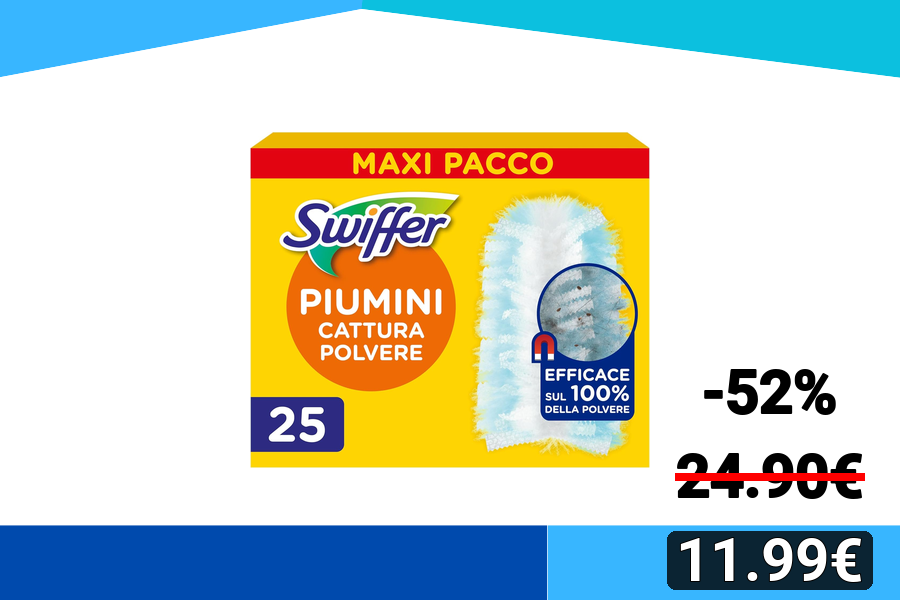 MAXI PACCO
Swiffer
PIUMINI
CATTURA
POLVERE
25
EFFICACE
SUL 100%
DELLA POLVERE
-52%
24.90€
11.99€